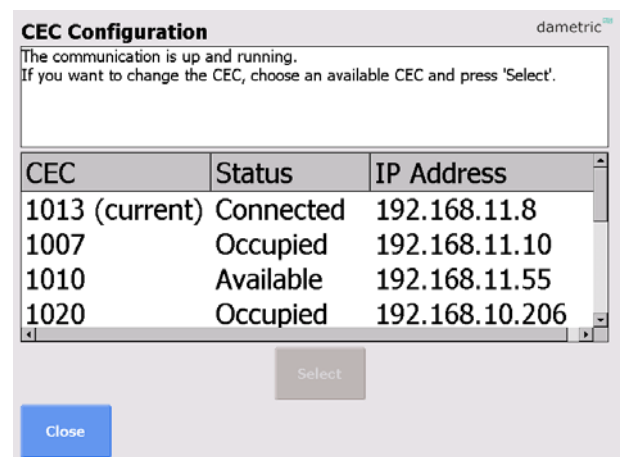 CEC Configuration
dametric
The communication is up and running.
If you want to change the CEC, choose an available CEC and press 'Select'.
CEC Status IP Address
1013 (current) Connected 192.168.11.8
1007 Occupied 192.168.11.10
1010 Available 192.168.11.55
1020 Occupied 192.168.10.206
Select
Close